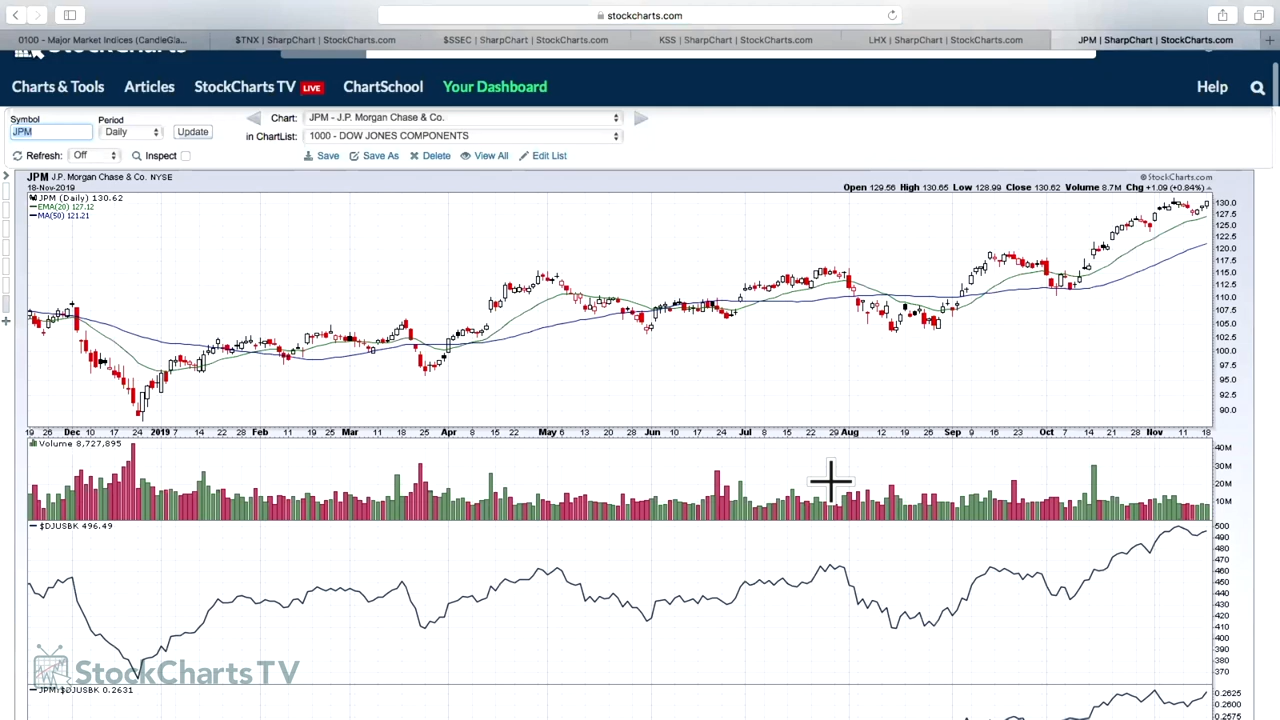 stockcharts.com
0100 - Major Market Indices (CandleGla... $TNX | SharpChart | StockCharts.com $SSEC | SharpChart | StockCharts.com KSS | SharpChart | StockCharts.com LHX | SharpChart | StockCharts.com JPM | SharpChart | StockCharts.com
StockCharts
Charts & Tools Articles StockCharts TV LIVE ChartSchool Your Dashboard Help
Symbol Period Chart: JPM - J.P. Morgan Chase & Co.
JPM Daily Update in ChartList: 1000 - DOW JONES COMPONENTS
Refresh: Off Inspect Save Save As Delete View All Edit List
JPM J.P. Morgan Chase & Co. NYSE © StockCharts.com
18-Nov-2019 Open 129.56 High 130.65 Low 128.99 Close 130.62 Volume 8.7M Chg +1.09 (+0.84%)
JPM (Daily) 130.62
EMA(20) 127.12
MA(50) 121.21
130.0
127.5
125.0
122.5
120.0
117.5
115.0
112.5
110.0
107.5
105.0
102.5
100.0
97.5
95.0
92.5
90.0
19 26 Dec 10 17 24 2019 7 14 22 28 Feb 11 19 25 Mar 11 18 25 Apr 8 15 22 May 6 13 20 28 Jun 10 17 24 Jul 8 15 22 29 Aug 12 19 26 Sep 9 16 23 Oct 7 14 21 28 Nov 11 18
Volume 8,727,895
40M
30M
20M
10M
$DJUSBK 496.49
500
490
480
470
460
450
440
430
420
410
400
390
380
370
StockCharts TV
JPM:$DJUSBK 0.2631
0.2625
0.2600
0.2575